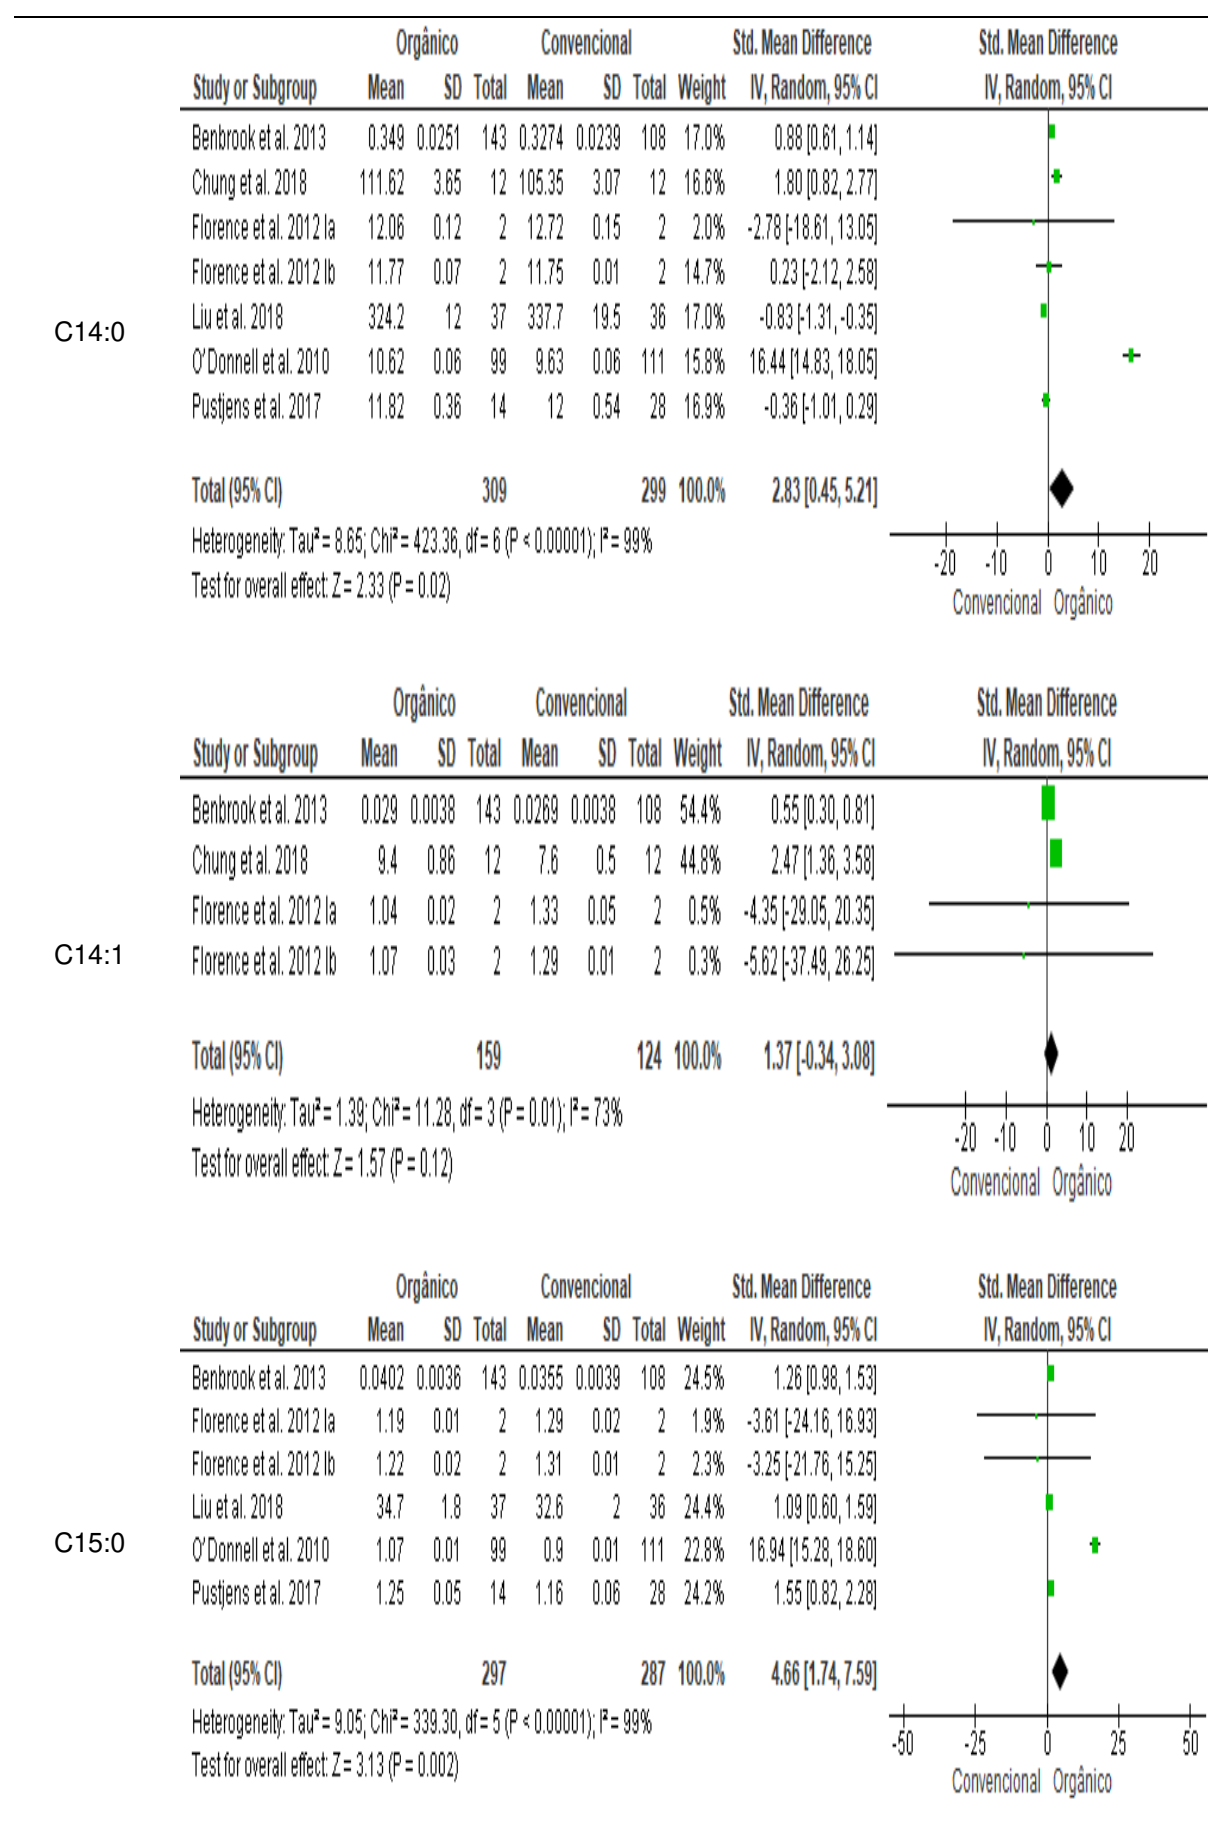 Orgânico Convencional Std. Mean Difference Std. Mean Difference
Study or Subgroup Mean SD Total Mean SD Total Weight IV, Random, 95% CI IV, Random, 95% CI
Benbrook et al. 2013 0.349 0.0251 143 0.3274 0.0239 108 17.0% 0.88 [0.61, 1.14]
Chung et al. 2018 111.62 3.65 12 105.35 3.07 12 16.6% 1.80 [0.82, 2.77]
Florence et al. 2012 Ia 12.06 0.12 2 12.72 0.15 2 2.0% -2.78 [-18.61, 13.05]
Florence et al. 2012 Ib 11.77 0.07 2 11.75 0.01 2 14.7% 0.23 [-2.12, 2.58]
Liu et al. 2018 324.2 12 37 337.7 19.5 36 17.0% -0.83 [-1.31, -0.35]
C14:0
O'Donnell et al. 2010 10.62 0.06 99 9.63 0.06 111 15.8% 16.44 [14.83, 18.05]
Pustjens et al. 2017 11.82 0.36 14 12 0.54 28 16.9% -0.36 [-1.01, 0.29]
Total (95% CI) 309 299 100.0% 2.83 [0.45, 5.21]
Heterogeneity: Tau² = 8.65; Chi² = 423.36, df = 6 (P < 0.00001); I² = 99%
-20 -10 0 10 20
Test for overall effect: Z = 2.33 (P = 0.02)
Convencional Orgânico
Orgânico Convencional Std. Mean Difference Std. Mean Difference
Study or Subgroup Mean SD Total Mean SD Total Weight IV, Random, 95% CI IV, Random, 95% CI
Benbrook et al. 2013 0.029 0.0038 143 0.0269 0.0038 108 54.4% 0.55 [0.30, 0.81]
Chung et al. 2018 9.4 0.86 12 7.6 0.5 12 44.8% 2.47 [1.36, 3.58]
Florence et al. 2012 Ia 1.04 0.02 2 1.33 0.05 2 0.5% -4.35 [-29.05, 20.35]
C14:1
Florence et al. 2012 Ib 1.07 0.03 2 1.29 0.01 2 0.3% -5.62 [-37.49, 26.25]
Total (95% CI) 159 124 100.0% 1.37 [-0.34, 3.08]
Heterogeneity: Tau² = 1.39; Chi² = 11.28, df = 3 (P = 0.01); I² = 73%
-20 -10 0 10 20
Test for overall effect: Z = 1.57 (P = 0.12)
Convencional Orgânico
Orgânico Convencional Std. Mean Difference Std. Mean Difference
Study or Subgroup Mean SD Total Mean SD Total Weight IV, Random, 95% CI IV, Random, 95% CI
Benbrook et al. 2013 0.0402 0.0036 143 0.0355 0.0039 108 24.5% 1.26 [0.98, 1.53]
Florence et al. 2012 Ia 1.19 0.01 2 1.29 0.02 2 1.9% -3.61 [-24.16, 16.93]
Florence et al. 2012 Ib 1.22 0.02 2 1.31 0.01 2 2.3% -3.25 [-21.76, 15.25]
Liu et al. 2018 34.7 1.8 37 32.6 2 36 24.4% 1.09 [0.60, 1.59]
C15:0
O'Donnell et al. 2010 1.07 0.01 99 0.9 0.01 111 22.8% 16.94 [15.28, 18.60]
Pustjens et al. 2017 1.25 0.05 14 1.16 0.06 28 24.2% 1.55 [0.82, 2.28]
Total (95% CI) 297 287 100.0% 4.66 [1.74, 7.59]
Heterogeneity: Tau² = 9.05; Chi² = 339.30, df = 5 (P < 0.00001); I² = 99%
-50 -25 0 25 50
Test for overall effect: Z = 3.13 (P = 0.002)
Convencional Orgânico